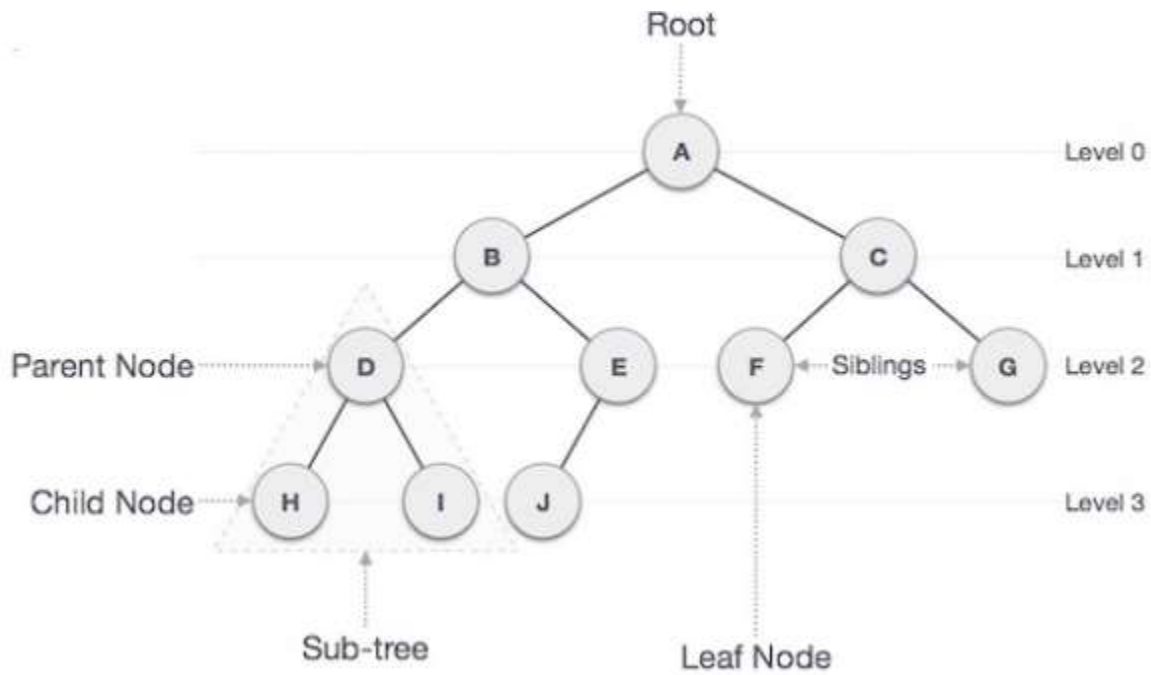 Root
A
Level 0
B
C
Level 1
Parent Node
D
E
F
Siblings
G
Level 2
Child Node
H
I
J
Level 3
Sub-tree
Leaf Node